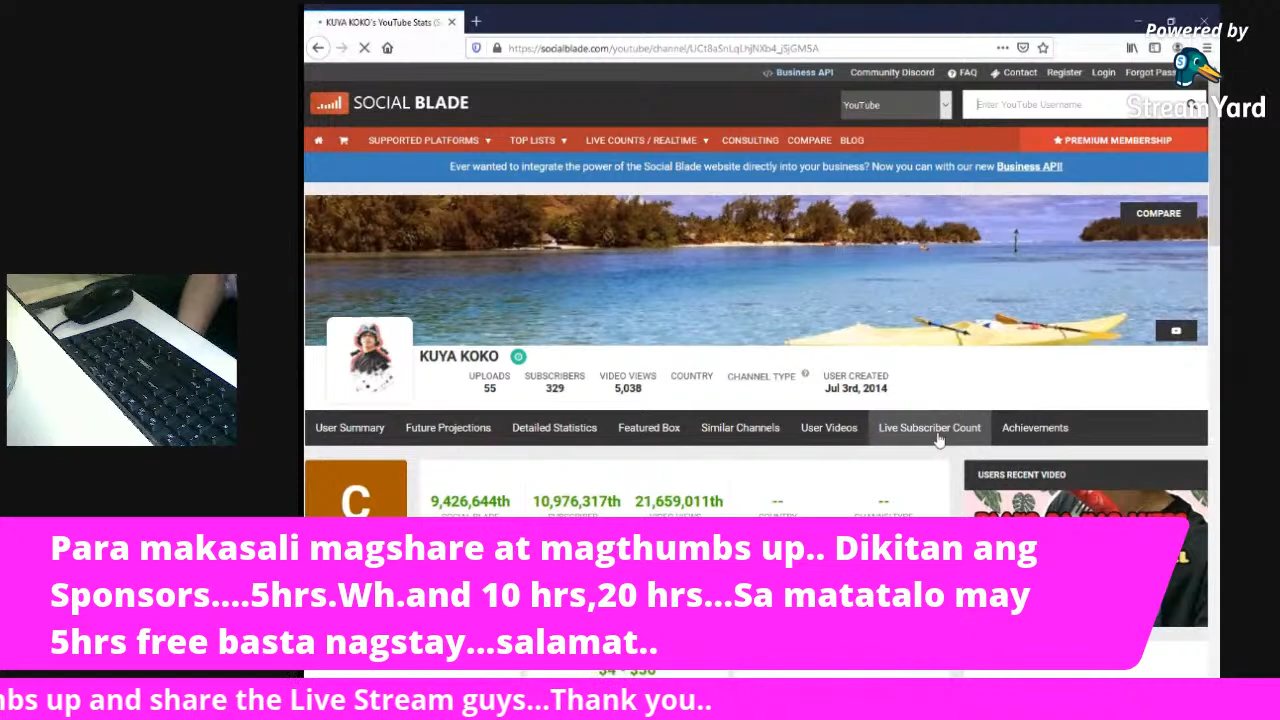 KUYA KOKO's YouTube Stats (S
Powered by
StreamYard
https://socialblade.com/youtube/channel/
Business API
Community Discord
FAQ
Contact
Register
Login
Forgot Pass
SOCIAL BLADE
YouTube
Enter YouTube Username
SUPPORTED PLATFORMS
TOP LISTS
LIVE COUNTS / REALTIME
CONSULTING
COMPARE
BLOG
PREMIUM MEMBERSHIP
Ever wanted to integrate the power of the Social Blade website directly into your business? Now you can with our new Business API!
COMPARE
KUYA KOKO
UPLOADS
55
SUBSCRIBERS
329
VIDEO VIEWS
5,038
COUNTRY
CHANNEL TYPE
USER CREATED
Jul 3rd, 2014
User Summary
Future Projections
Detailed Statistics
Featured Box
Similar Channels
User Videos
Live Subscriber Count
Achievements
C
9,426,644th
10,976,317th
21,659,011th
--
--
USERS RECENT VIDEO
Para makasali magshare at magthumbs up.. Dikitan ang
Sponsors....5hrs.Wh.and 10 hrs,20 hrs...Sa matatalo may
5hrs free basta nagstay...salamat..
mbs up and share the Live Stream guys...Thank you..